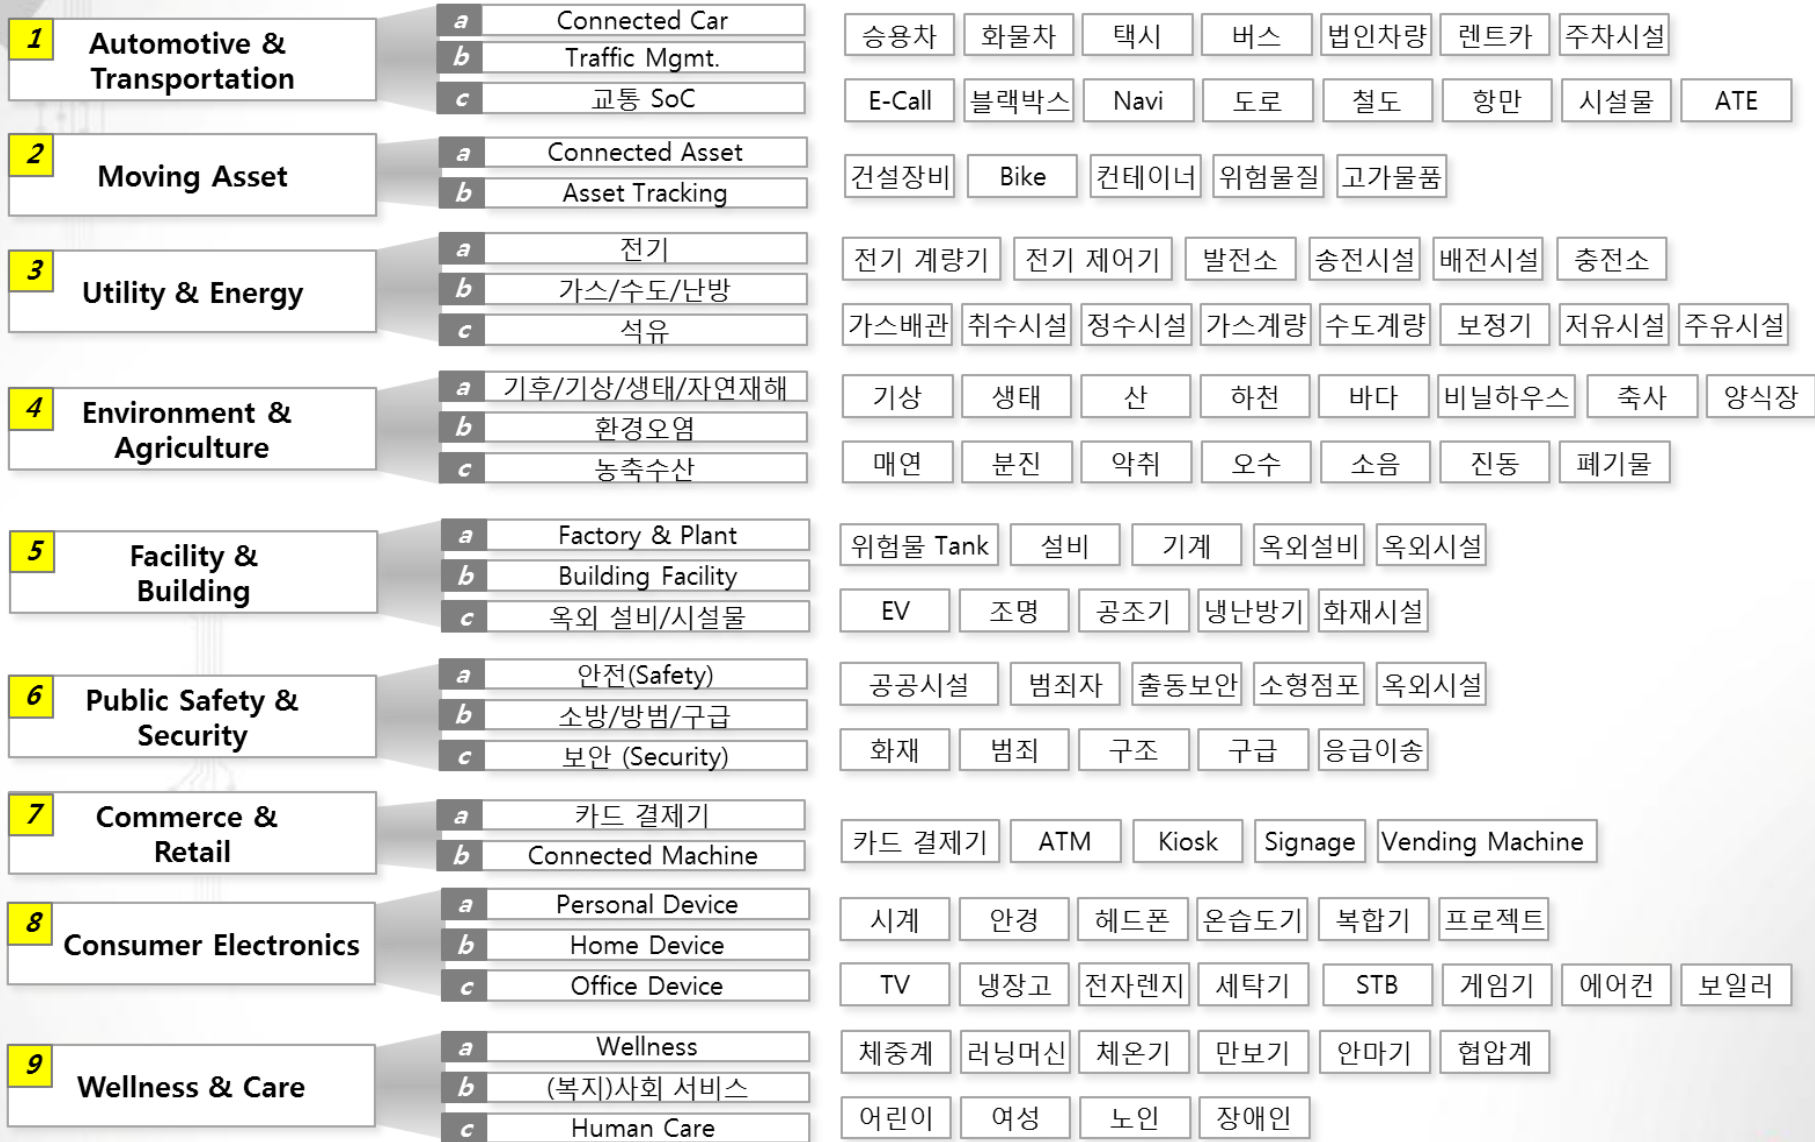 1
Automotive &
Transportation
a Connected Car
b Traffic Mgmt.
c 교통 SoC
승용차 화물차 택시 버스 법인차량 렌트카 주차시설
E-Call 블랙박스 Navi 도로 철도 항만 시설물 ATE
2
Moving Asset
a Connected Asset
b Asset Tracking
건설장비 Bike 컨테이너 위험물질 고가물품
3
Utility & Energy
a 전기
b 가스/수도/난방
c 석유
전기 계량기 전기 제어기 발전소 송전시설 배전시설 충전소
가스배관 취수시설 정수시설 가스계량 수도계량 보정기 저유시설 주유시설
4
Environment &
Agriculture
a 기후/기상/생태/자연재해
b 환경오염
c 농축수산
기상 생태 산 하천 바다 비닐하우스 축사 양식장
매연 분진 악취 오수 소음 진동 폐기물
5
Facility &
Building
a Factory & Plant
b Building Facility
c 옥외 설비/시설물
위험물 Tank 설비 기계 옥외설비 옥외시설
EV 조명 공조기 냉난방기 화재시설
6
Public Safety &
Security
a 안전(Safety)
b 소방/방범/구급
c 보안 (Security)
공공시설 범죄자 출동보안 소형점포 옥외시설
화재 범죄 구조 구급 응급이송
7
Commerce &
Retail
a 카드 결제기
b Connected Machine
카드 결제기 ATM Kiosk Signage Vending Machine
8
Consumer Electronics
a Personal Device
b Home Device
c Office Device
시계 안경 헤드폰 온습도기 복합기 프로젝트
TV 냉장고 전자렌지 세탁기 STB 게임기 에어컨 보일러
9
Wellness & Care
a Wellness
b (복지)사회 서비스
c Human Care
체중계 러닝머신 체온기 만보기 안마기 협압계
어린이 여성 노인 장애인